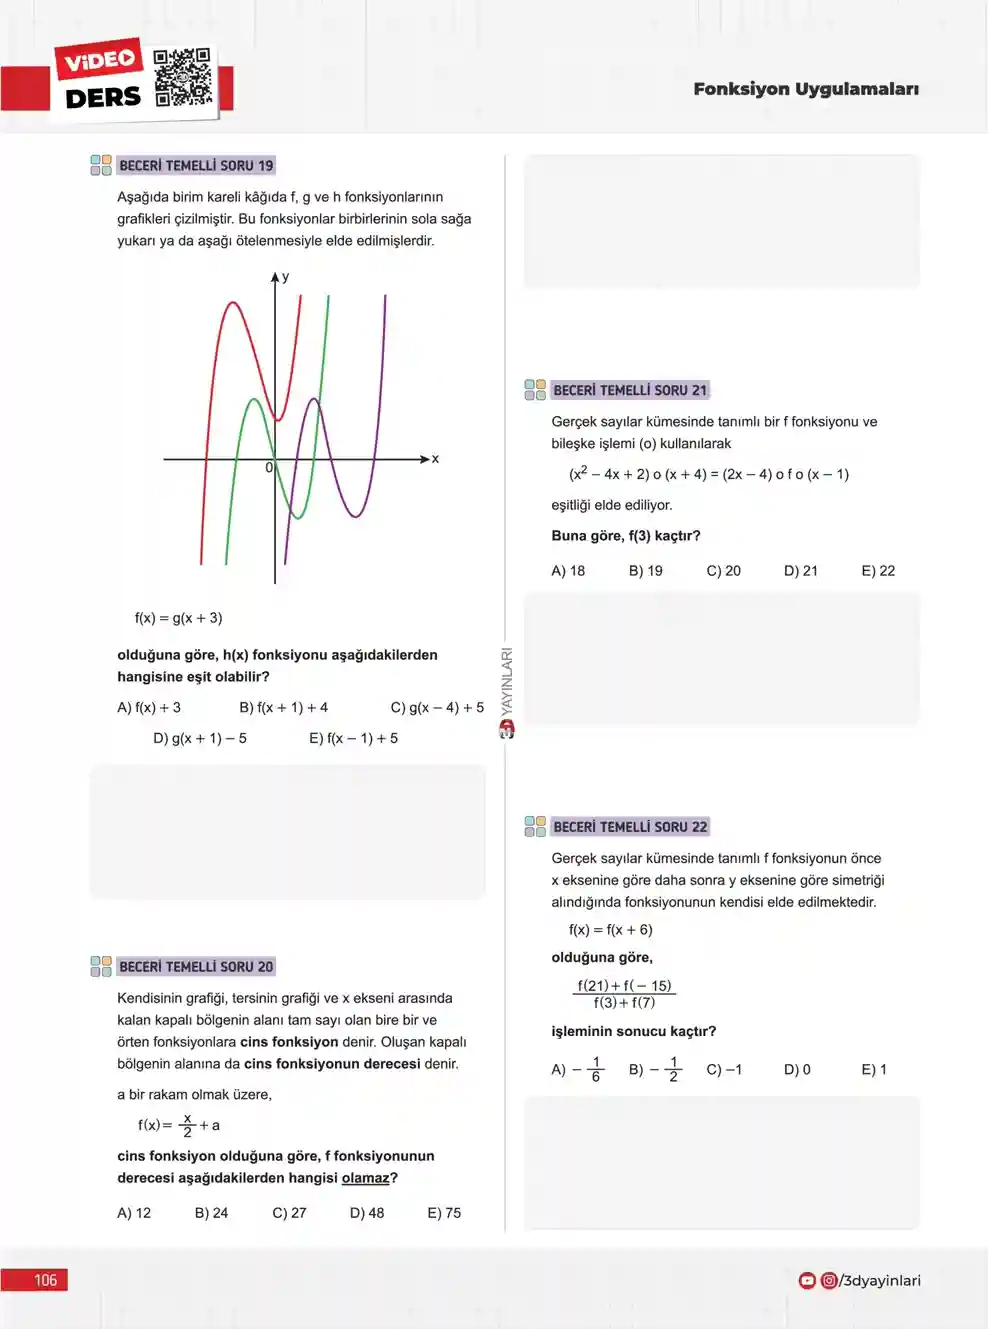 VİDEO
DERS
Fonksiyon Uygulamaları
BECERİ TEMELLİ SORU 19
Aşağıda birim kareli kâğıda f, g ve h fonksiyonlarının
grafikleri çizilmiştir. Bu fonksiyonlar birbirlerinin sola sağa
yukarı ya da aşağı ötelenmesiyle elde edilmişlerdir.
y
x
0
f(x) = g(x + 3)
olduğuna göre, h(x) fonksiyonu aşağıdakilerden
hangisine eşit olabilir?
A) f(x) + 3 B) f(x + 1) + 4 C) g(x – 4) + 5
D) g(x + 1) – 5 E) f(x – 1) + 5
BECERİ TEMELLİ SORU 20
Kendisinin grafiği, tersinin grafiği ve x ekseni arasında
kalan kapalı bölgenin alanı tam sayı olan bire bir ve
örten fonksiyonlara cins fonksiyon denir. Oluşan kapalı
bölgenin alanına da cins fonksiyonun derecesi denir.
a bir rakam olmak üzere,
f(x) = x/2 + a
cins fonksiyon olduğuna göre, f fonksiyonunun
derecesi aşağıdakilerden hangisi olamaz?
A) 12 B) 24 C) 27 D) 48 E) 75
3D YAYINLARI
BECERİ TEMELLİ SORU 21
Gerçek sayılar kümesinde tanımlı bir f fonksiyonu ve
bileşke işlemi (o) kullanılarak
(x² – 4x + 2) o (x + 4) = (2x – 4) o f o (x – 1)
eşitliği elde ediliyor.
Buna göre, f(3) kaçtır?
A) 18 B) 19 C) 20 D) 21 E) 22
BECERİ TEMELLİ SORU 22
Gerçek sayılar kümesinde tanımlı f fonksiyonun önce
x eksenine göre daha sonra y eksenine göre simetriği
alındığında fonksiyonunun kendisi elde edilmektedir.
f(x) = f(x + 6)
olduğuna göre,
f(21) + f(– 15)
f(3) + f(7)
işleminin sonucu kaçtır?
A) – 1/6 B) – 1/2 C) –1 D) 0 E) 1
106
/3dyayinlari